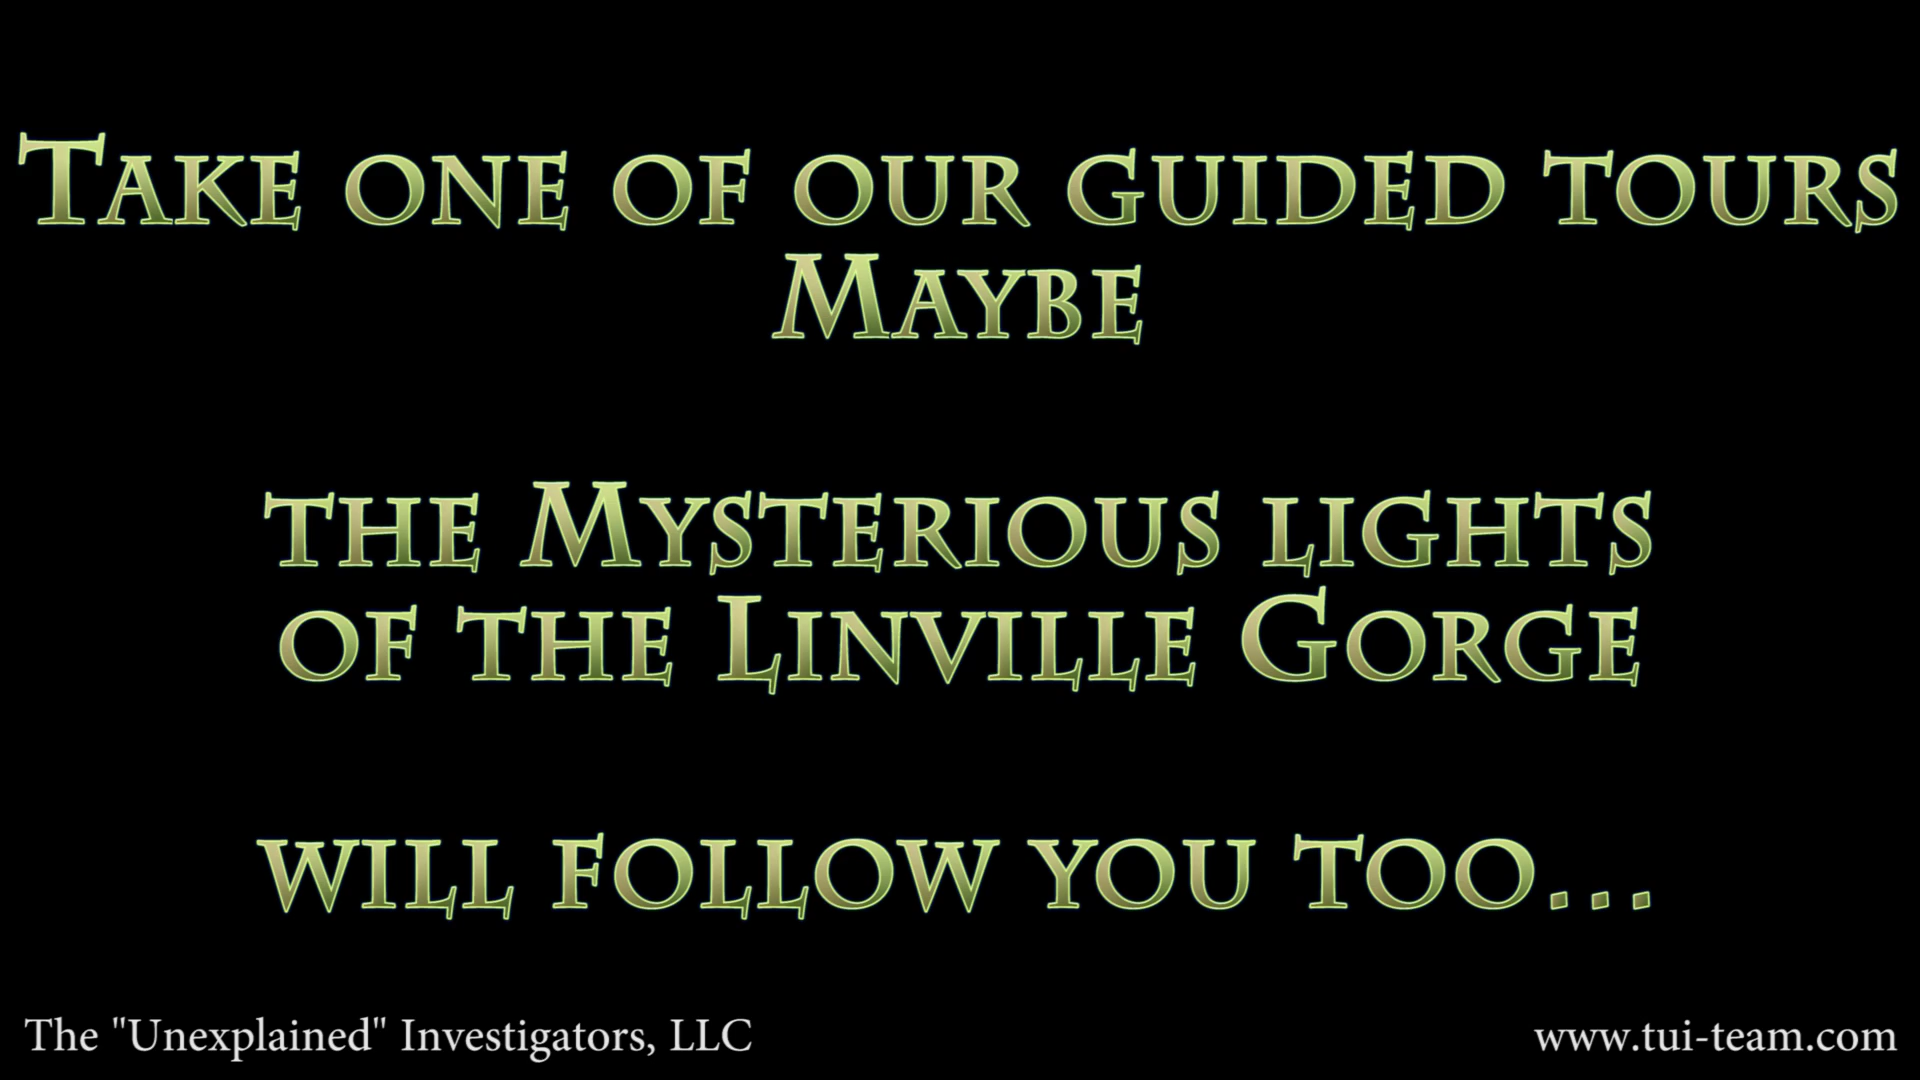 Take one of our guided tours
Maybe
the Mysterious lights
of the Linville Gorge
will follow you too...
The "Unexplained" Investigators, LLC
www.tui-team.com